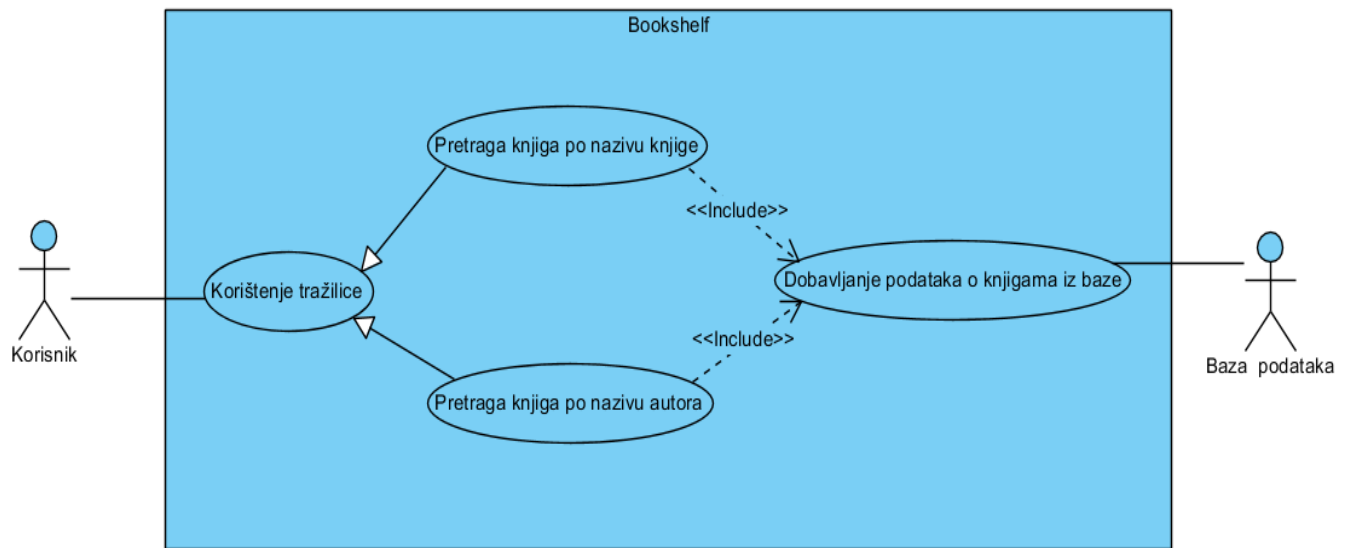 Bookshelf
Pretraga knjiga po nazivu knjige
<<Include>>
Korištenje tražilice
Dobavljanje podataka o knjigama iz baze
<<Include>>
Korisnik
Baza podataka
Pretraga knjiga po nazivu autora